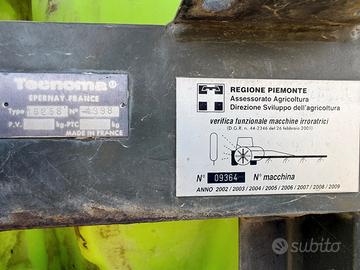 Tecnoma®
EPERNAY-FRANCE
Type N° 4398
P.V. kg-PTC kg
MADE IN FRANCE
REGIONE PIEMONTE
Assessorato Agricoltura
Direzione Sviluppo dell'agricoltura
verifica funzionale macchine irroratrici
(D.G.R. n. 44-2346 del 26 febbraio 2001)
N° 09364 N° macchina
ANNO 2002 / 2003 / 2004 / 2005 / 2006 / 2007 / 2008 / 2009
subito